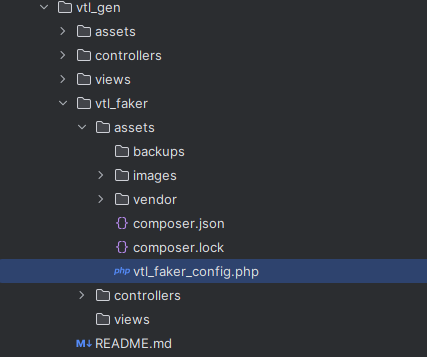 vtl_gen
assets
controllers
views
vtl_faker
assets
backups
images
vendor
{} composer.json
{} composer.lock
php vtl_faker_config.php
controllers
views
M↓ README.md